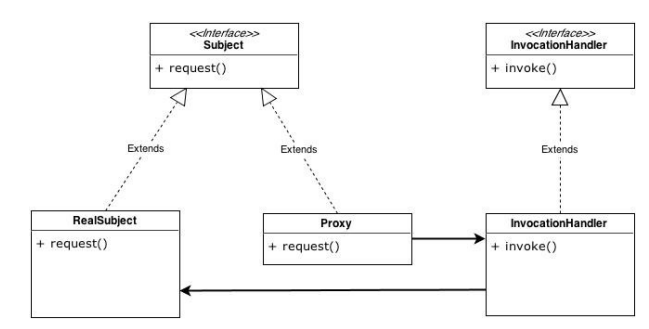 <<Interface>>
Subject
+ request()
<<Interface>>
InvocationHandler
+ invoke()
Extends
Extends
Extends
RealSubject
+ request()
Proxy
+ request()
InvocationHandler
+ invoke()